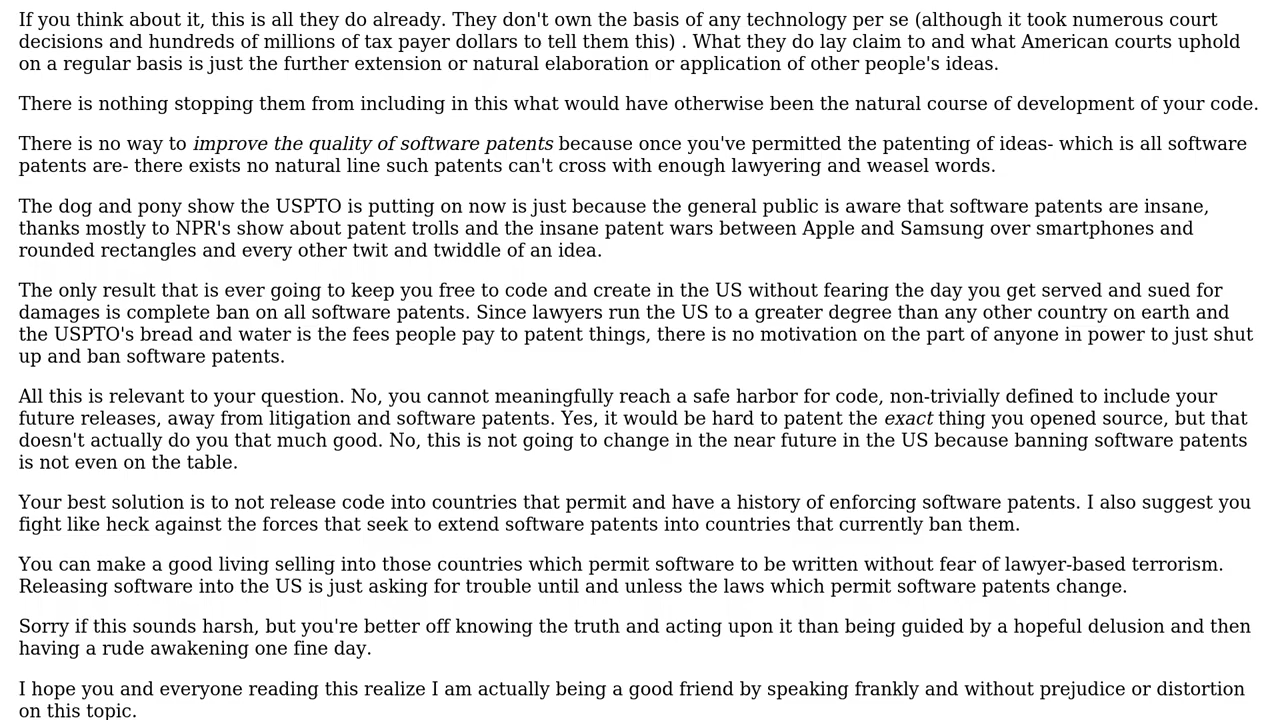 If you think about it, this is all they do already. They don't own the basis of any technology per se (although it took numerous court
decisions and hundreds of millions of tax payer dollars to tell them this) . What they do lay claim to and what American courts uphold
on a regular basis is just the further extension or natural elaboration or application of other people's ideas.
There is nothing stopping them from including in this what would have otherwise been the natural course of development of your code.
There is no way to improve the quality of software patents because once you've permitted the patenting of ideas- which is all software
patents are- there exists no natural line such patents can't cross with enough lawyering and weasel words.
The dog and pony show the USPTO is putting on now is just because the general public is aware that software patents are insane,
thanks mostly to NPR's show about patent trolls and the insane patent wars between Apple and Samsung over smartphones and
rounded rectangles and every other twit and twiddle of an idea.
The only result that is ever going to keep you free to code and create in the US without fearing the day you get served and sued for
damages is complete ban on all software patents. Since lawyers run the US to a greater degree than any other country on earth and
the USPTO's bread and water is the fees people pay to patent things, there is no motivation on the part of anyone in power to just shut
up and ban software patents.
All this is relevant to your question. No, you cannot meaningfully reach a safe harbor for code, non-trivially defined to include your
future releases, away from litigation and software patents. Yes, it would be hard to patent the exact thing you opened source, but that
doesn't actually do you that much good. No, this is not going to change in the near future in the US because banning software patents
is not even on the table.
Your best solution is to not release code into countries that permit and have a history of enforcing software patents. I also suggest you
fight like heck against the forces that seek to extend software patents into countries that currently ban them.
You can make a good living selling into those countries which permit software to be written without fear of lawyer-based terrorism.
Releasing software into the US is just asking for trouble until and unless the laws which permit software patents change.
Sorry if this sounds harsh, but you're better off knowing the truth and acting upon it than being guided by a hopeful delusion and then
having a rude awakening one fine day.
I hope you and everyone reading this realize I am actually being a good friend by speaking frankly and without prejudice or distortion
on this topic.